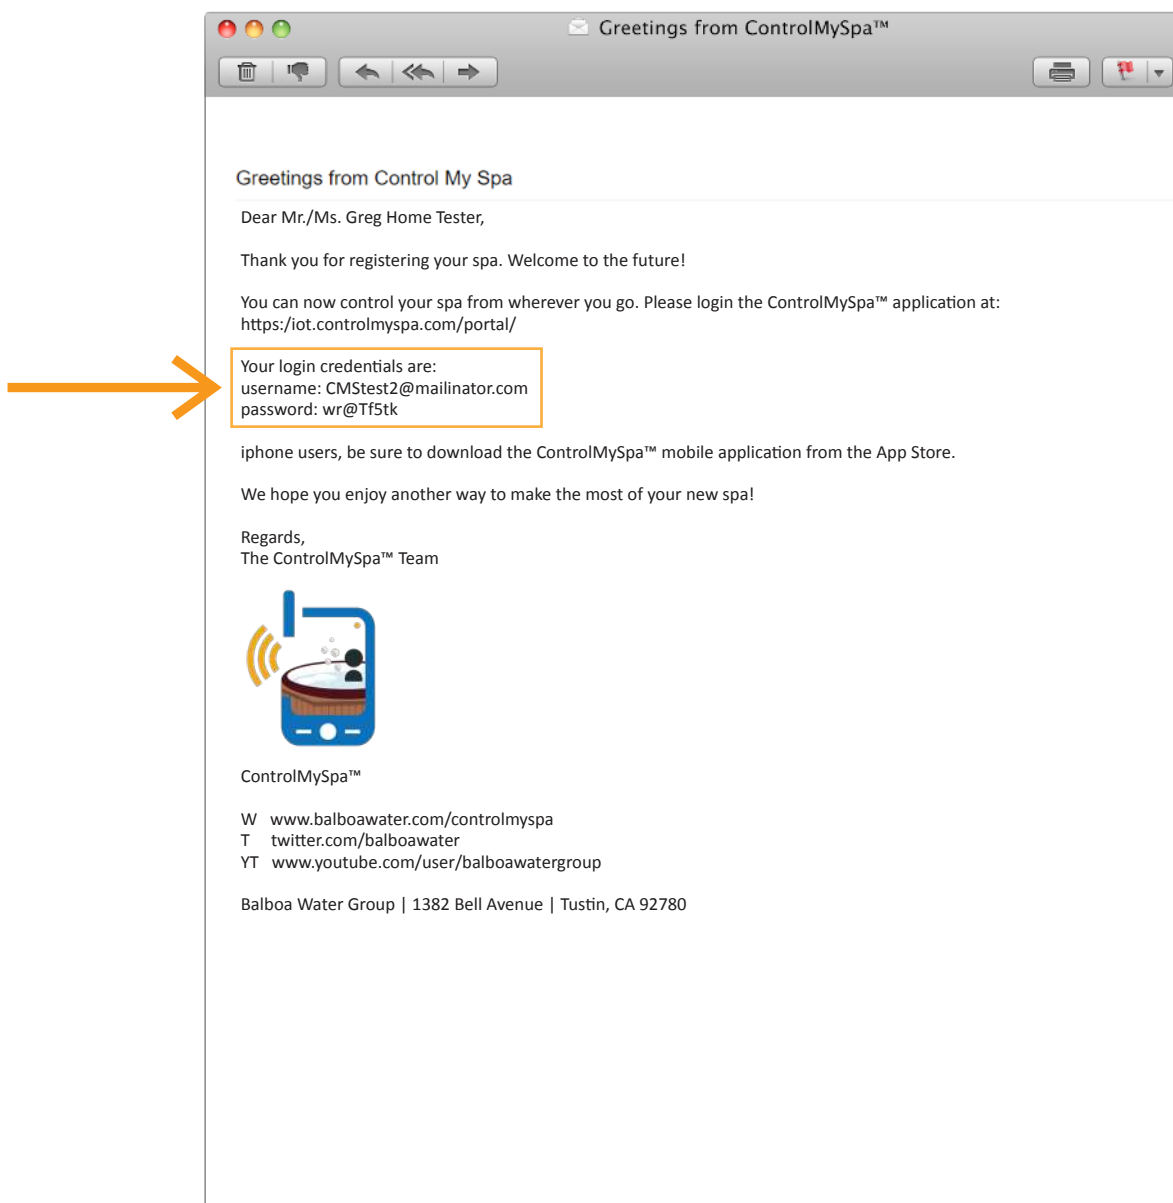 Greetings from ControlMySpa™
Greetings from Control My Spa
Dear Mr./Ms. Greg Home Tester,
Thank you for registering your spa. Welcome to the future!
You can now control your spa from wherever you go. Please login the ControlMySpa™ application at:
https:/iot.controlmyspa.com/portal/
Your login credentials are:
username: CMStest2@mailinator.com
password: wr@Tf5tk
iphone users, be sure to download the ControlMySpa™ mobile application from the App Store.
We hope you enjoy another way to make the most of your new spa!
Regards,
The ControlMySpa™ Team
ControlMySpa™
W www.balboawater.com/controlmyspa
T twitter.com/balboawater
YT www.youtube.com/user/balboawatergroup
Balboa Water Group | 1382 Bell Avenue | Tustin, CA 92780